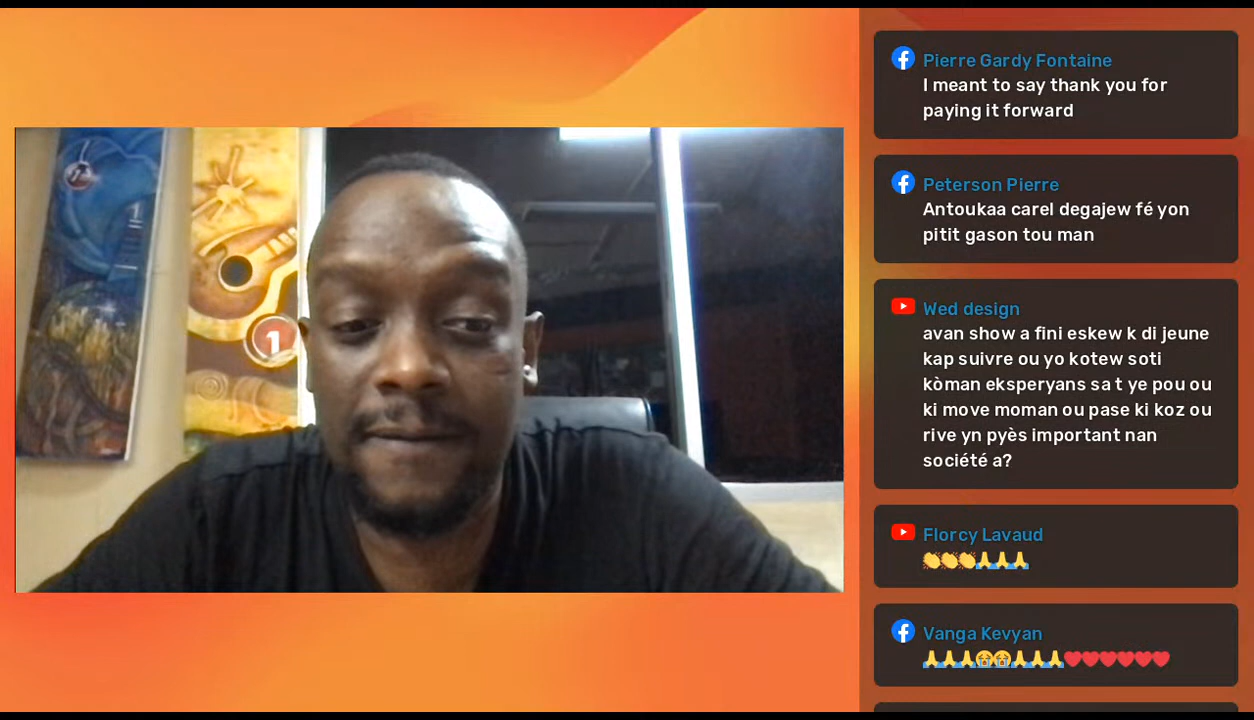 Pierre Gardy Fontaine
I meant to say thank you for
paying it forward
Peterson Pierre
Antoukaa carel degajew fé yon
pitit gason tou man
Wed design
avan show a fini eskew k di jeune
kap suivre ou yo kotew soti
kòman eksperyans sa t ye pou ou
ki move moman ou pase ki koz ou
rive yn pyès important nan
société a?
Florcy Lavaud
👏👏👏🙏🙏🙏
Vanga Kevyan
🙏🙏🙏😭😭🙏🙏🙏❤️❤️❤️❤️❤️❤️
1
1